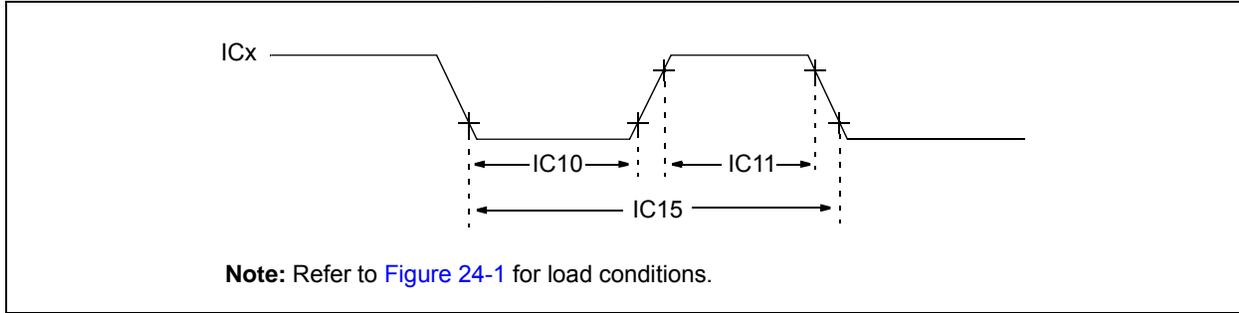 ICx
IC10
IC11
IC15
Note: Refer to Figure 24-1 for load conditions.